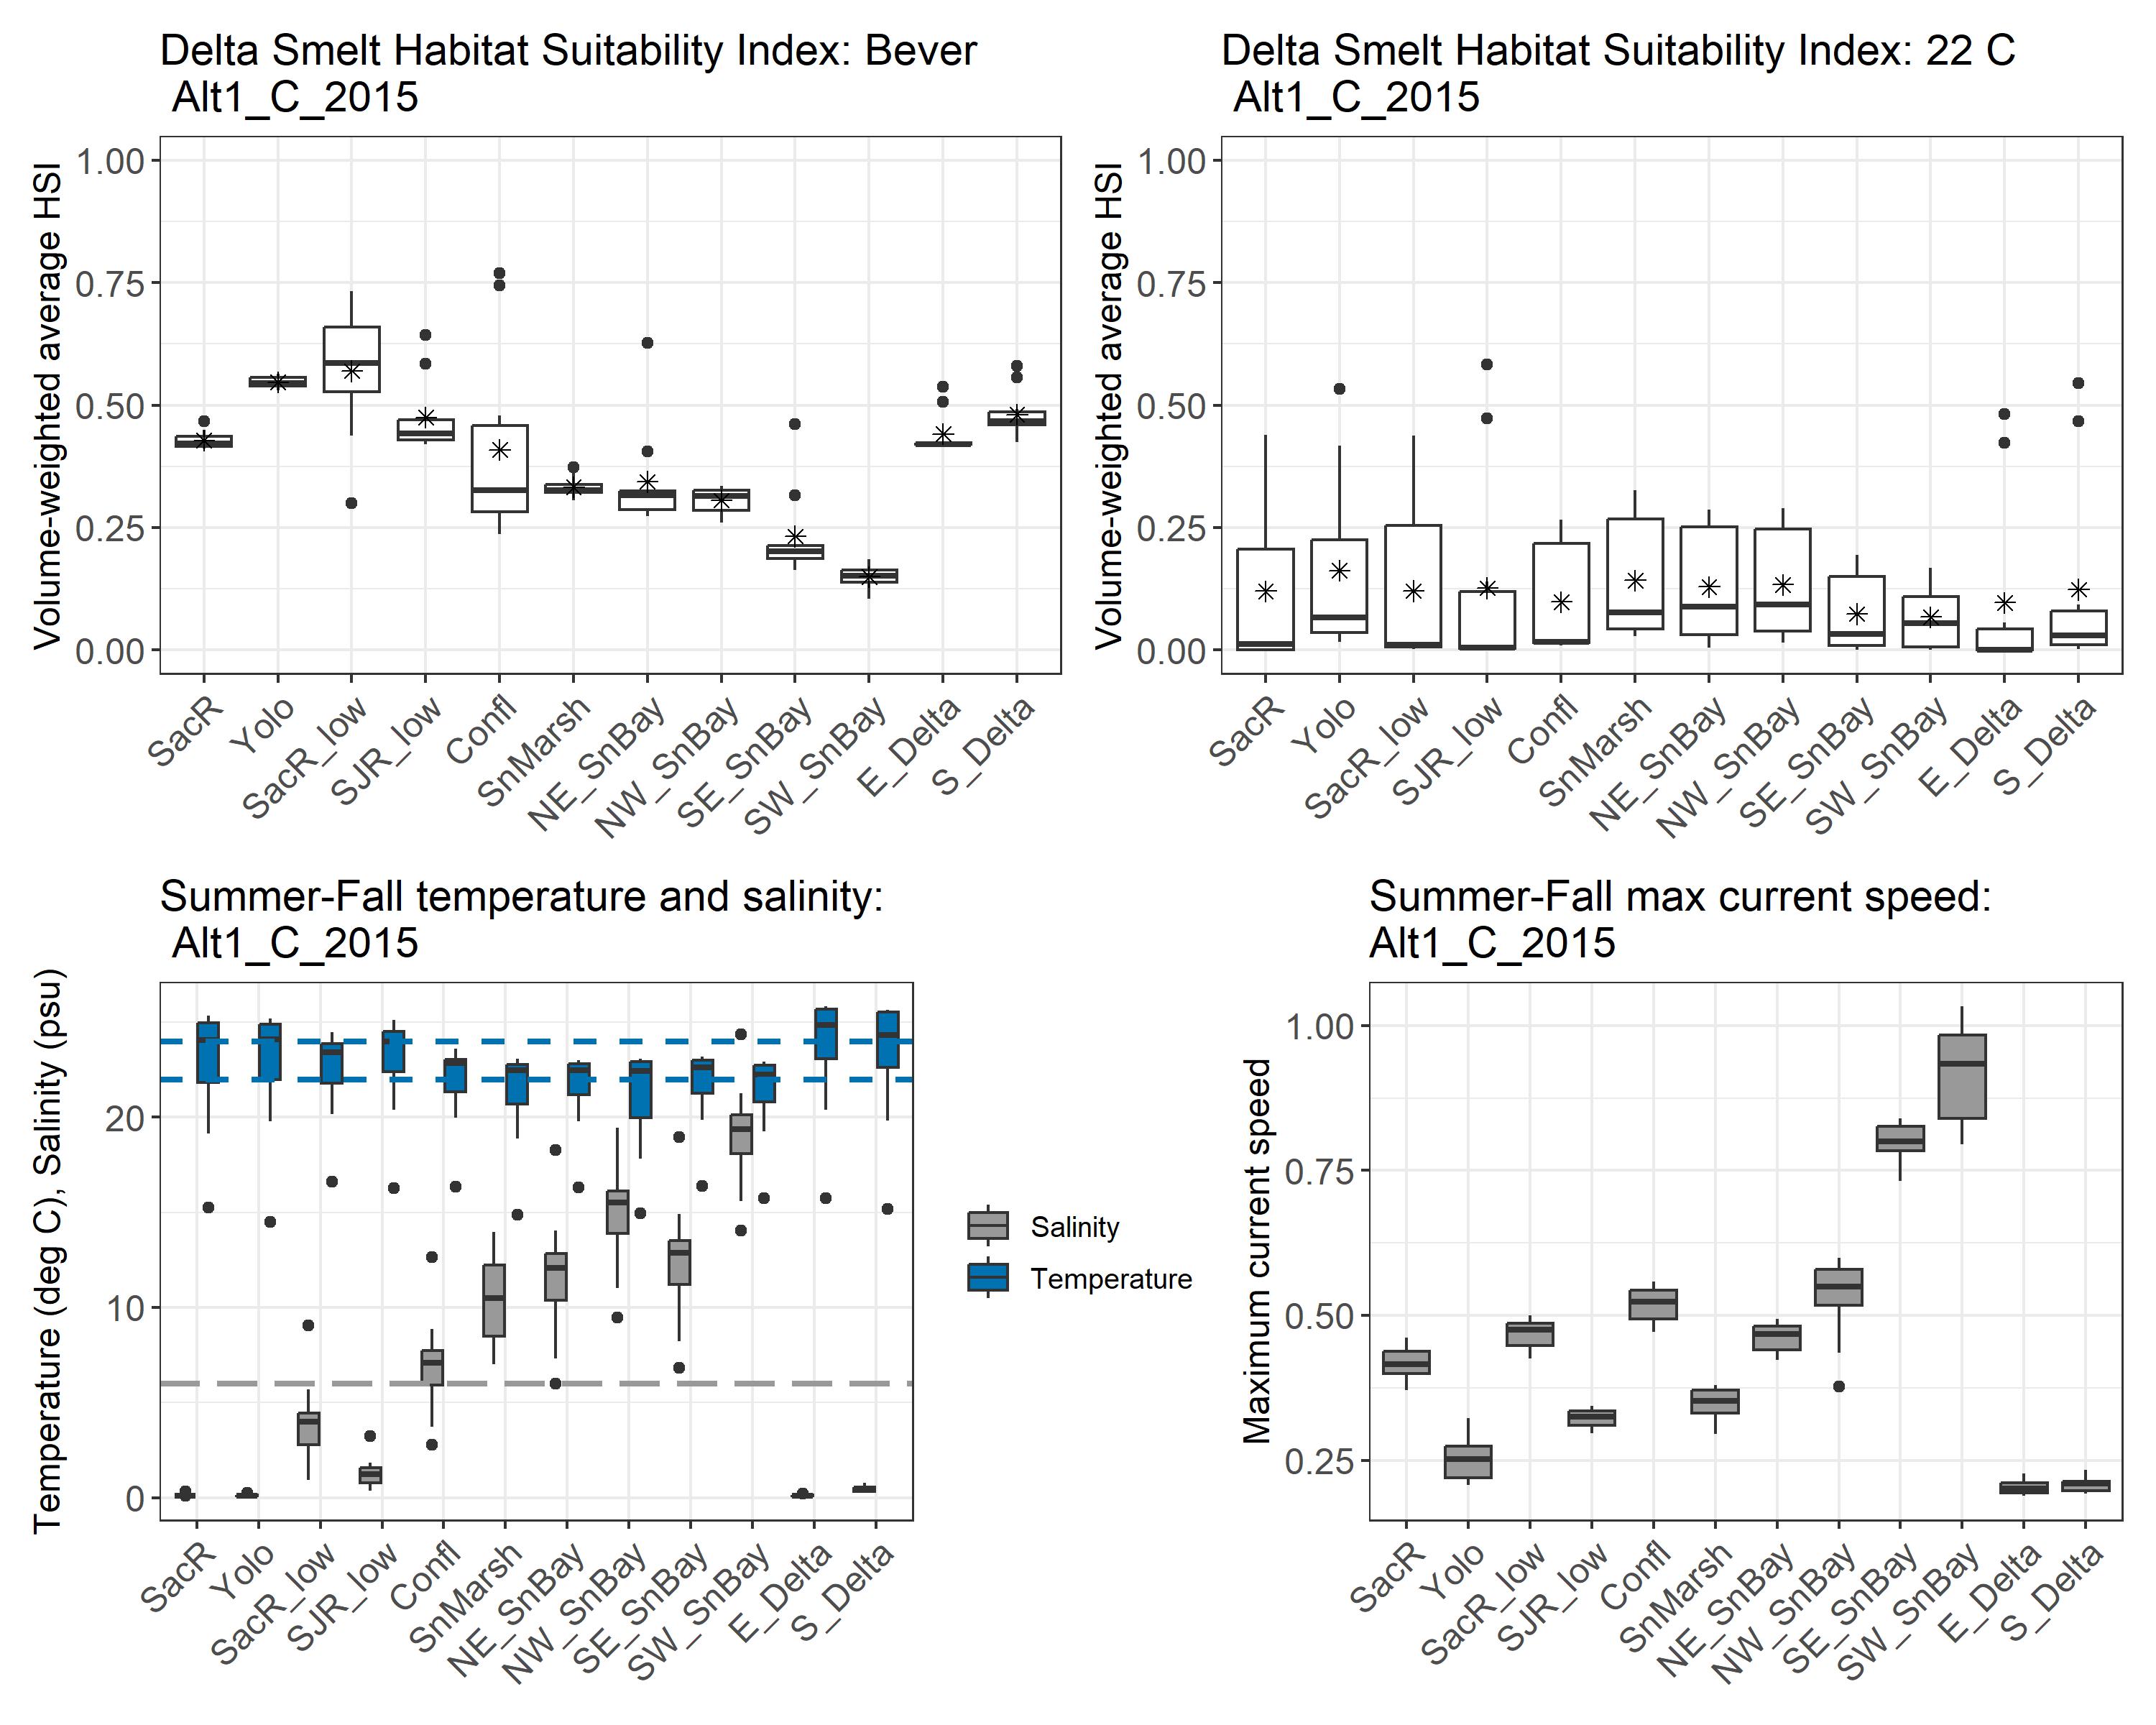 Delta Smelt Habitat Suitability Index: Bever
Alt1_C_2015
Volume-weighted average HSI
1.00
0.75
0.50
0.25
0.00
SacR
Yolo
SacR_low
SJR_low
Confl
SnMarsh
NE_SnBay
NW_SnBay
SE_SnBay
SW_SnBay
E_Delta
S_Delta
Delta Smelt Habitat Suitability Index: 22 C
Alt1_C_2015
Volume-weighted average HSI
1.00
0.75
0.50
0.25
0.00
SacR
Yolo
SacR_low
SJR_low
Confl
SnMarsh
NE_SnBay
NW_SnBay
SE_SnBay
SW_SnBay
E_Delta
S_Delta
Summer-Fall temperature and salinity:
Alt1_C_2015
Temperature (deg C), Salinity (psu)
20
10
0
SacR
Yolo
SacR_low
SJR_low
Confl
SnMarsh
NE_SnBay
NW_SnBay
SE_SnBay
SW_SnBay
E_Delta
S_Delta
Salinity
Temperature
Summer-Fall max current speed:
Alt1_C_2015
Maximum current speed
1.00
0.75
0.50
0.25
SacR
Yolo
SacR_low
SJR_low
Confl
SnMarsh
NE_SnBay
NW_SnBay
SE_SnBay
SW_SnBay
E_Delta
S_Delta